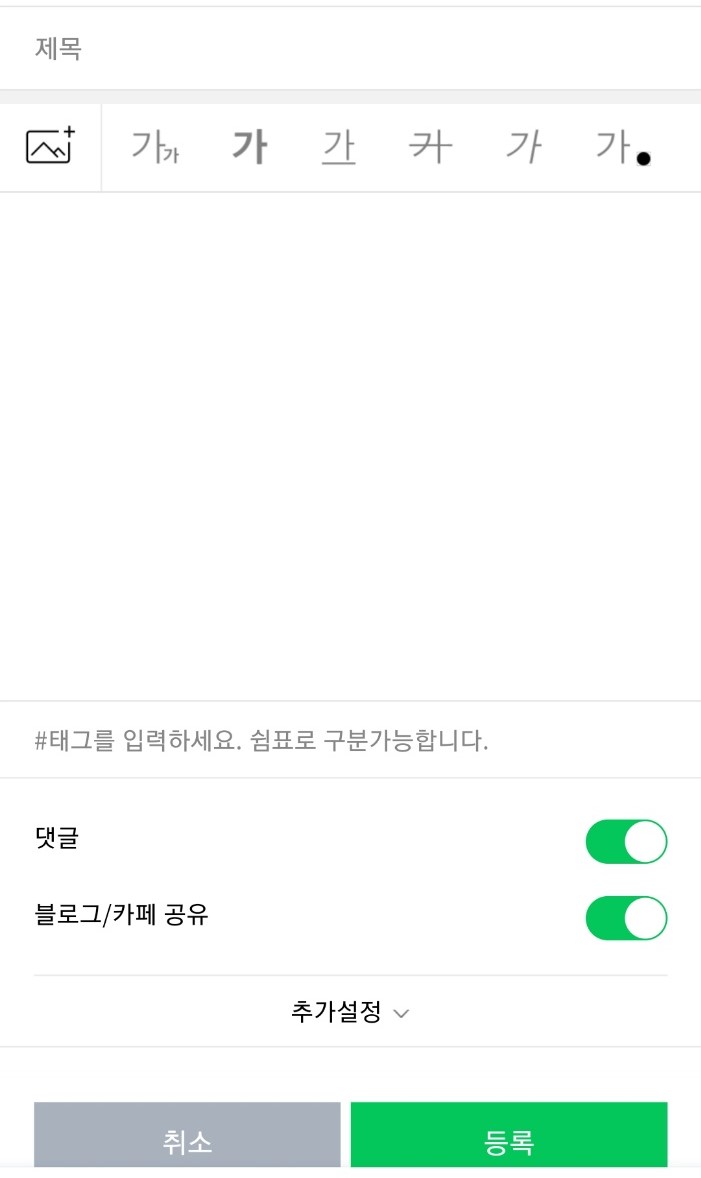 제목
가가 가 가 가 가 가
#태그를 입력하세요. 쉼표로 구분가능합니다.
댓글
블로그/카페 공유
추가설정
취소 등록